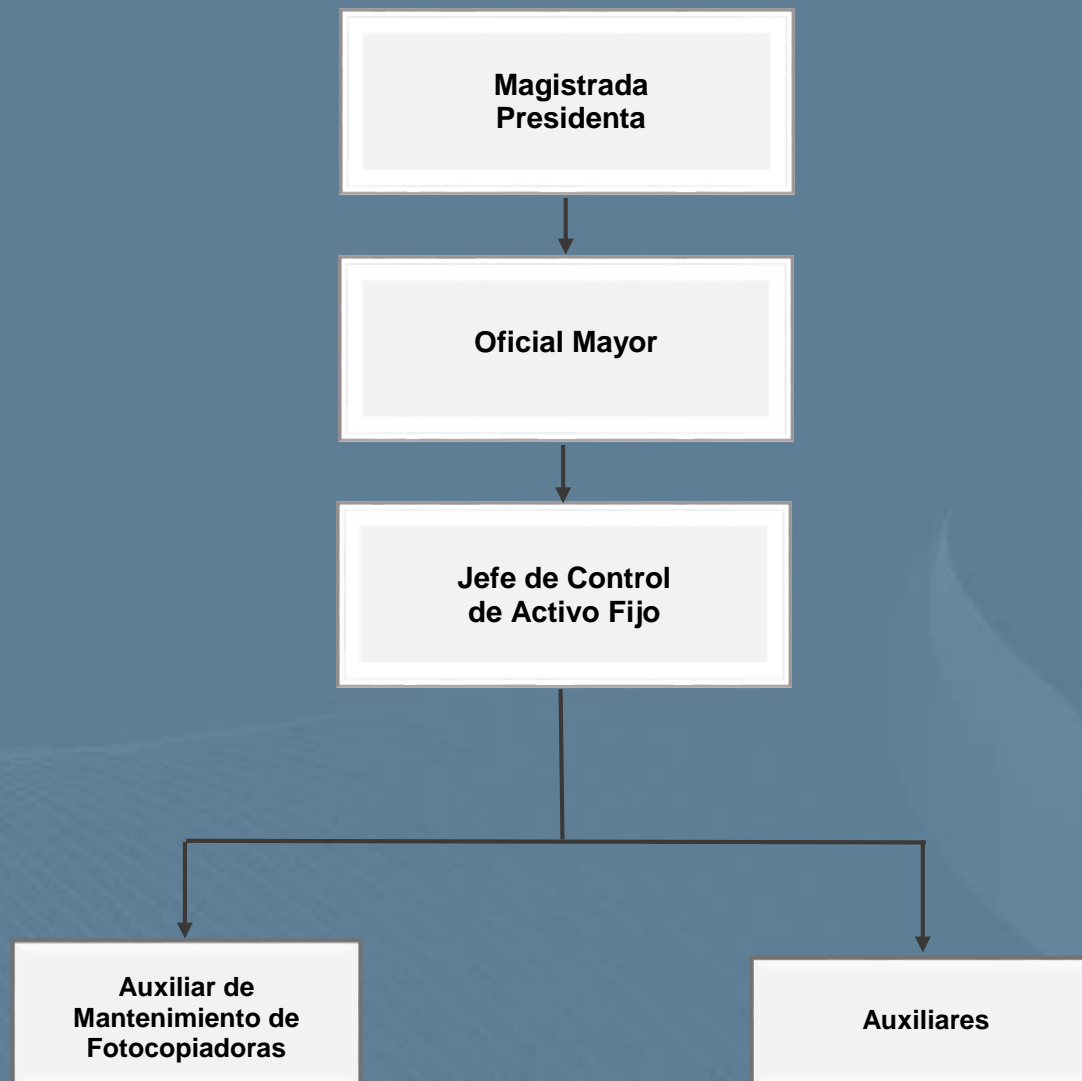 Magistrada
Presidenta
Oficial Mayor
Jefe de Control
de Activo Fijo
Auxiliar de
Mantenimiento de
Fotocopiadoras
Auxiliares